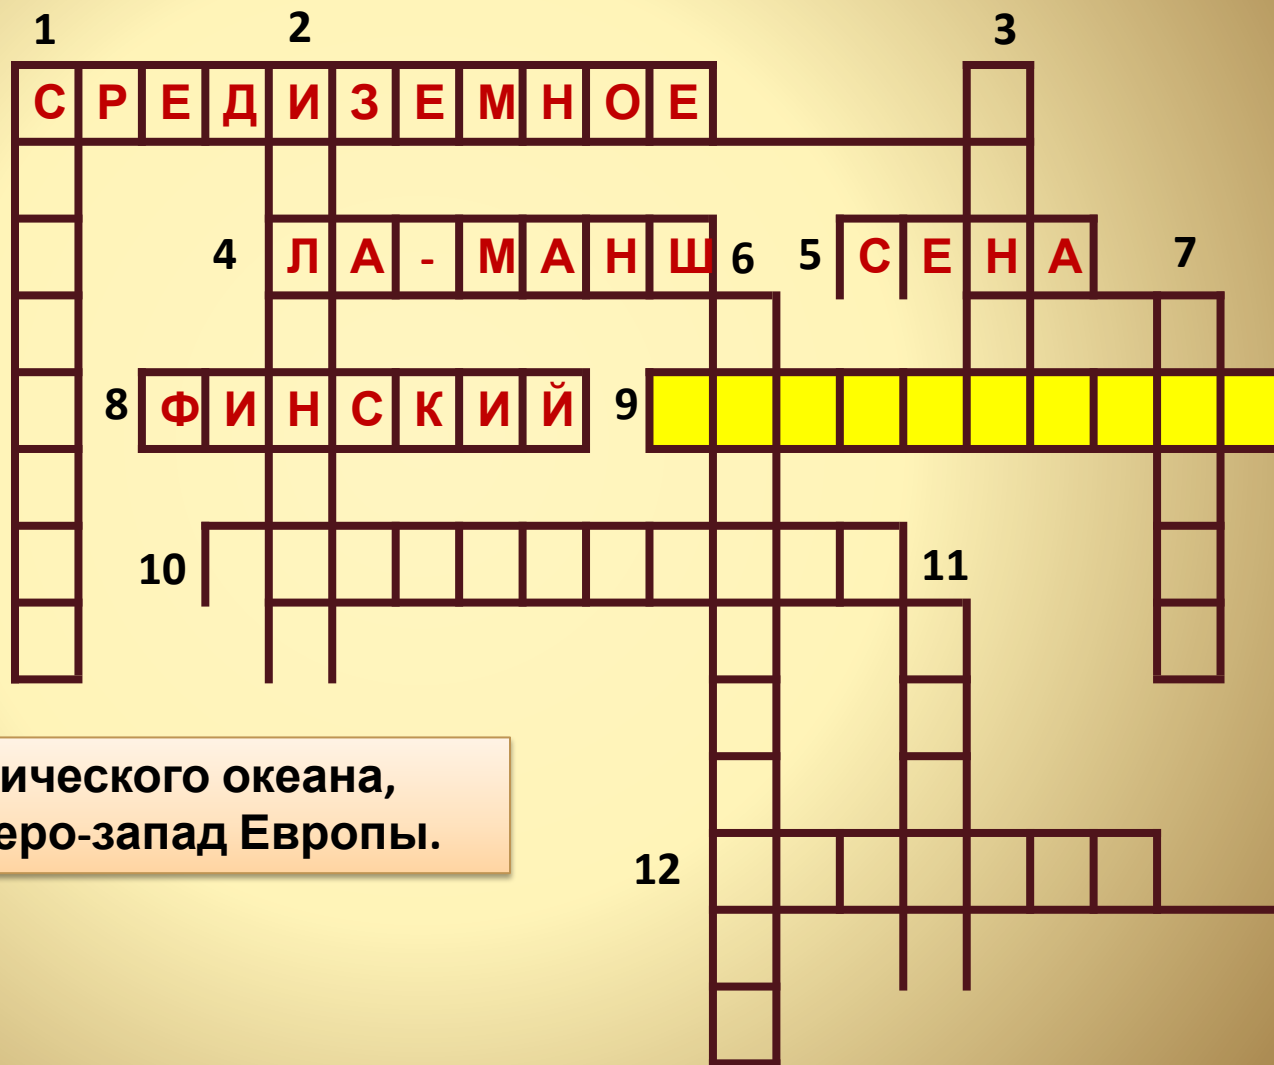 1 2 3
СРЕДИЗЕМНОЕ
4 ЛА-МАНШ 6 5 СЕНА 7
8 ФИНСКИЙ 9
10 11
ического океана,
еро-запад Европы.
12